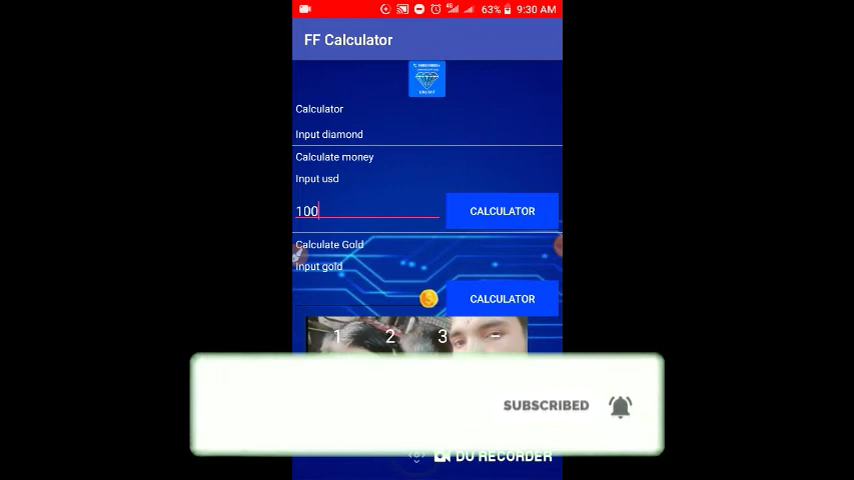 63% 9:30 AM
FF Calculator
Calculator
Input diamond
Calculate money
Input usd
100
CALCULATOR
Calculate Gold
Input gold
CALCULATOR
1 2 3 -
SUBSCRIBED
DU RECORDER